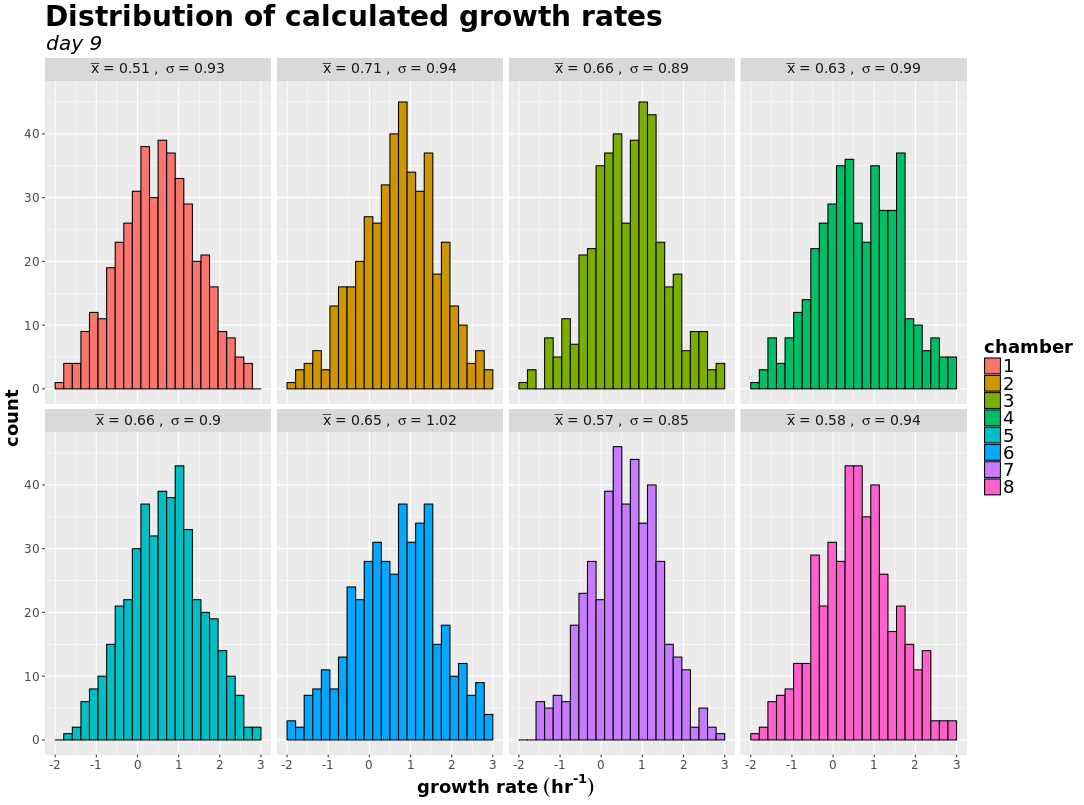 Distribution of calculated growth rates
day 9
x̅ = 0.51 , σ = 0.93
x̅ = 0.71 , σ = 0.94
x̅ = 0.66 , σ = 0.89
x̅ = 0.63 , σ = 0.99
40
30
20
10
0
x̅ = 0.66 , σ = 0.9
x̅ = 0.65 , σ = 1.02
x̅ = 0.57 , σ = 0.85
x̅ = 0.58 , σ = 0.94
40
30
20
10
0
-2 -1 0 1 2 3
-2 -1 0 1 2 3
-2 -1 0 1 2 3
-2 -1 0 1 2 3
count
growth rate (hr⁻¹)
chamber
1
2
3
4
5
6
7
8